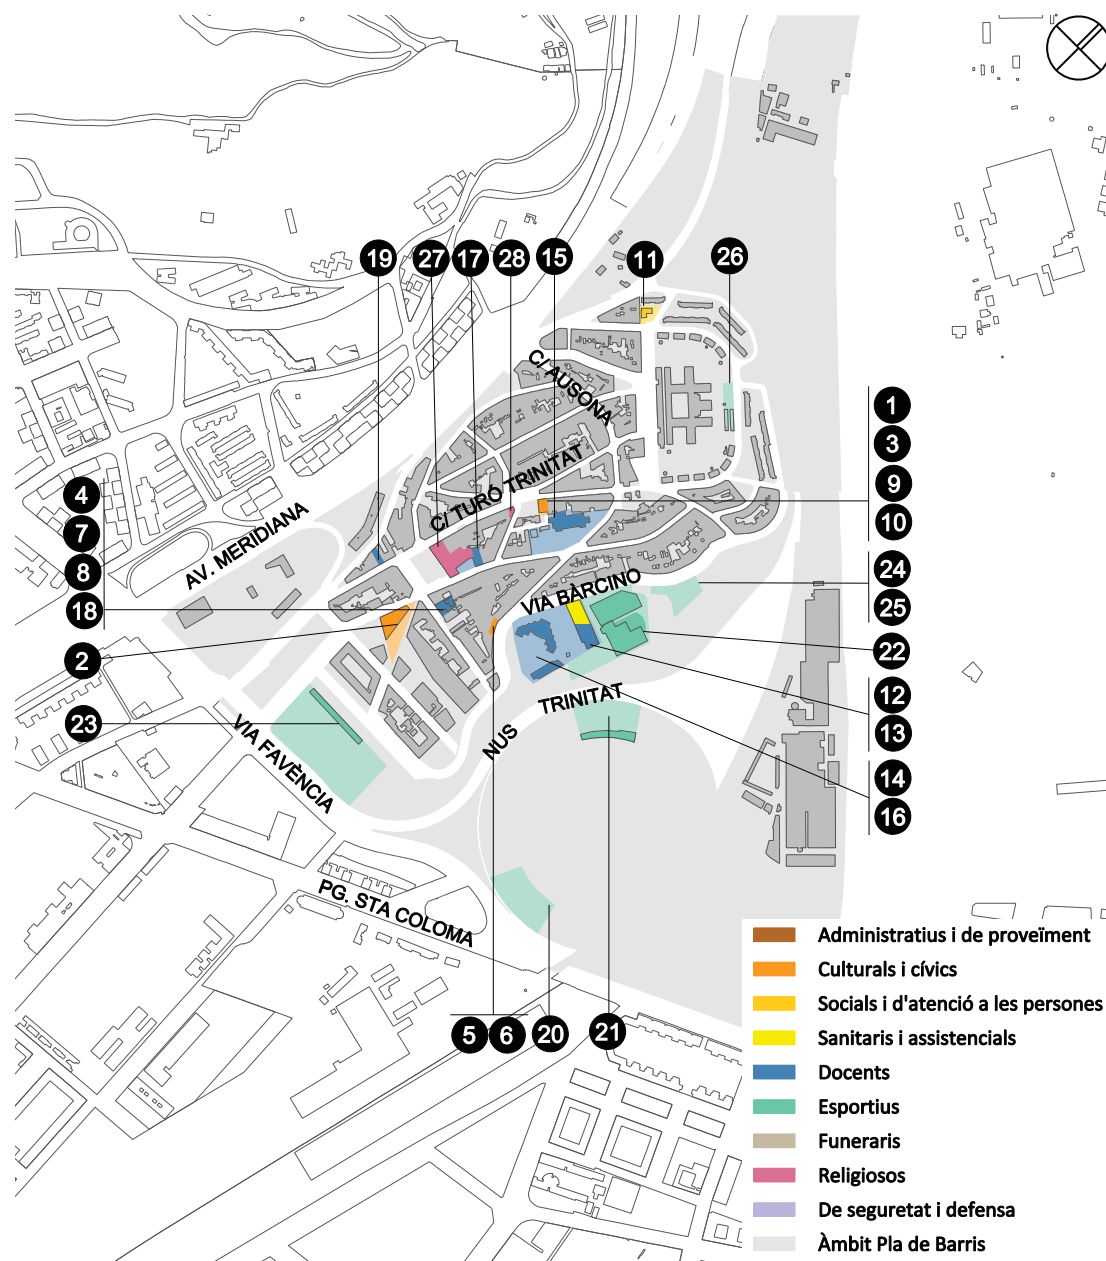 19
27
17
28
15
11
26
1
3
9
10
4
7
8
18
2
23
24
25
22
12
13
14
16
C/ AUSONA
C/ TURÓ TRINITAT
AV. MERIDIANA
VIA BÀRCINO
NUS TRINITAT
VIA FAVÈNCIA
PG. STA COLOMA
5
6
20
21
Administratius i de proveïment
Culturals i cívics
Socials i d'atenció a les persones
Sanitaris i assistencials
Docents
Esportius
Funeraris
Religiosos
De seguretat i defensa
Àmbit Pla de Barris